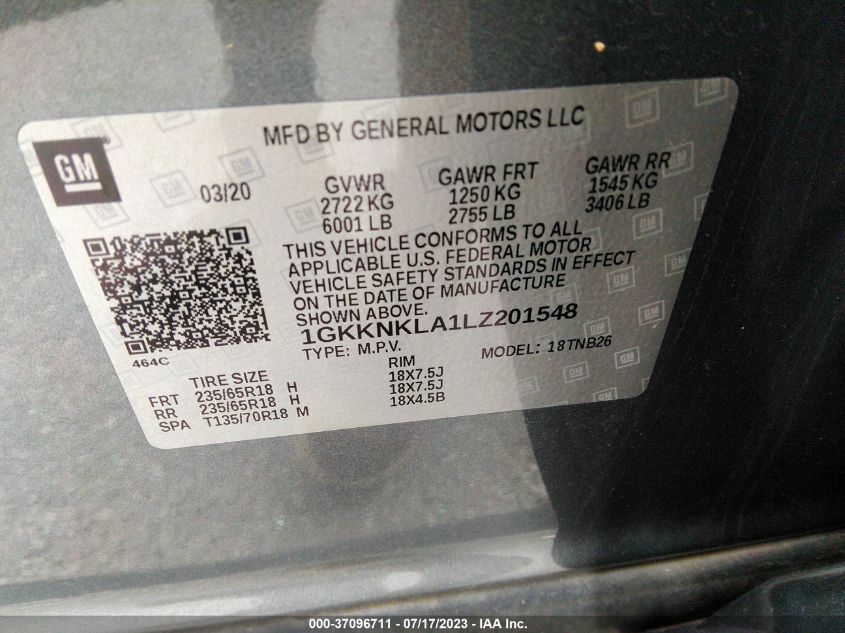 MFD BY GENERAL MOTORS LLC
GM
03/20
GVWR
2722 KG
6001 LB
GAWR FRT
1250 KG
2755 LB
GAWR RR
1545 KG
3406 LB
THIS VEHICLE CONFORMS TO ALL
APPLICABLE U.S. FEDERAL MOTOR
VEHICLE SAFETY STANDARDS IN EFFECT
ON THE DATE OF MANUFACTURE
SHOWN ABOVE.
1GKKNKLA1LZ201548
TYPE: M.P.V.
MODEL: 18TNB26
464C
TIRE SIZE RIM
FRT 235/65R18 H 18X7.5J
RR 235/65R18 H 18X7.5J
SPA T135/70R18 M 18X4.5B
000-37096711 - 07/17/2023 - IAA Inc.